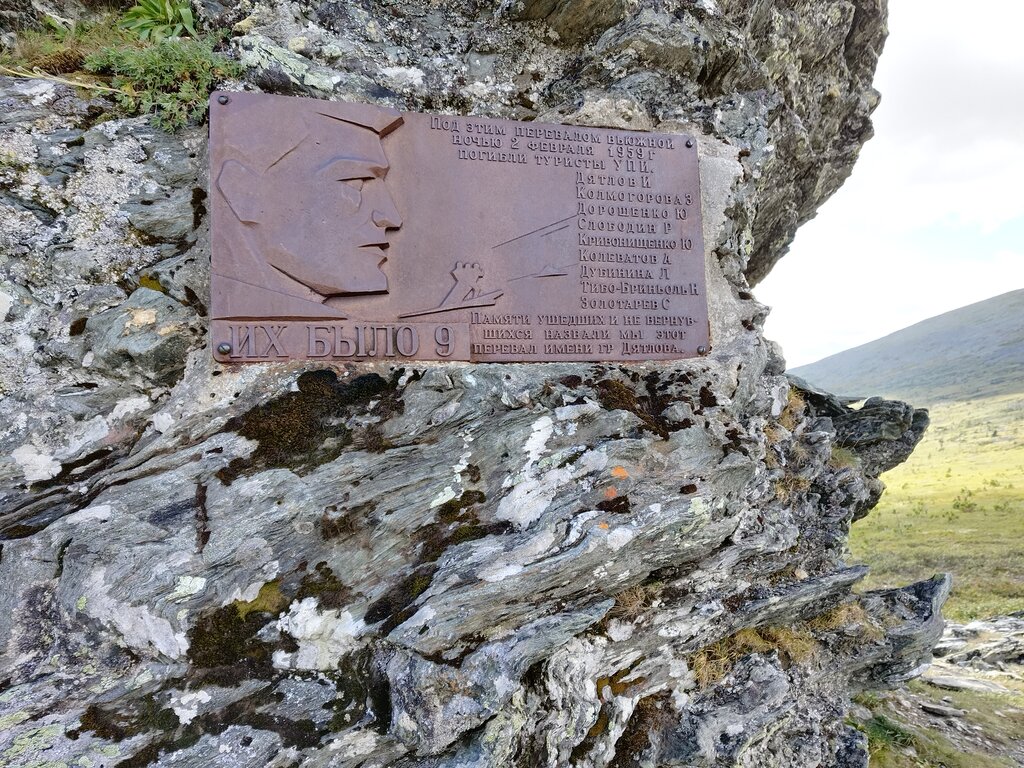 Под этим перевалом вьюжной
ночью 2 февраля 1959 г
погибли туристы УПИ.
Дятлов И
Колмогорова З
Дорошенко Ю
Слободин Р
Кривонищенко Ю
Колеватов А
Дубинина Л
Тибо-Бриньоль Н
Золотарев С
ИХ БЫЛО 9
Памяти ушедших и не вернув-
шихся назвали мы этот
перевал имени гр Дятлова.